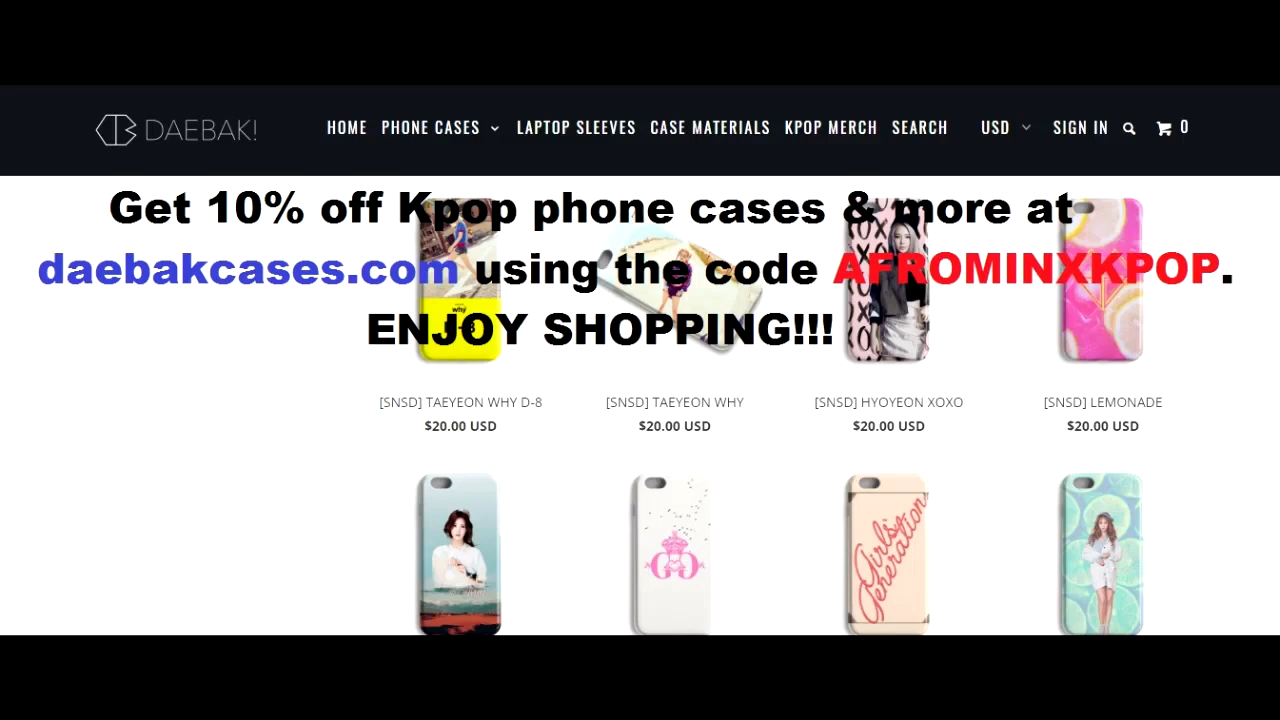 DAEBAK! HOME PHONE CASES LAPTOP SLEEVES CASE MATERIALS KPOP MERCH SEARCH USD SIGN IN 0
Get 10% off Kpop phone cases & more at
daebakcases.com using the code AFROMINXKPOP.
ENJOY SHOPPING!!!
why
XOXO
[SNSD] TAEYEON WHY D-8 [SNSD] TAEYEON WHY [SNSD] HYOYEON XOXO [SNSD] LEMONADE
$20.00 USD $20.00 USD $20.00 USD $20.00 USD
GG
Girls' Generation